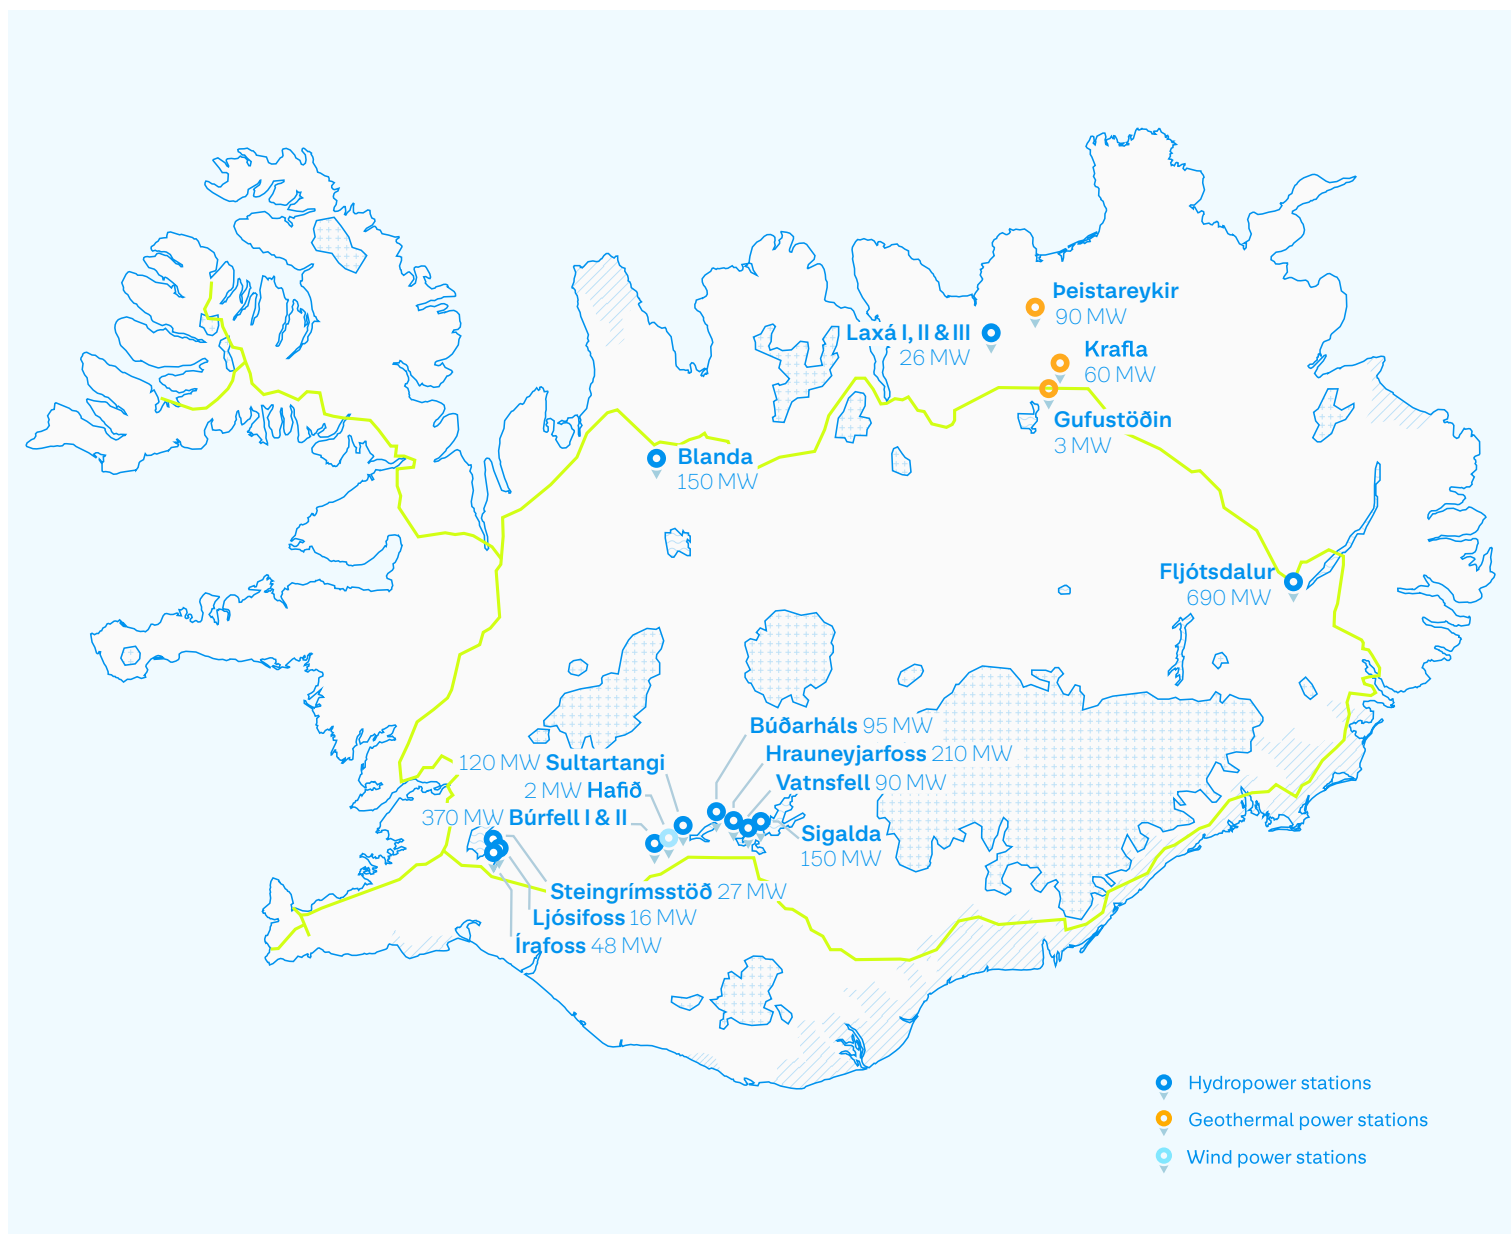 Þeistareykir
90 MW
Laxá I, II & III
26 MW
Krafla
60 MW
Gufustöðin
3 MW
Blanda
150 MW
Fljótsdalur
690 MW
Búðarháls 95 MW
Hrauneyjarfoss 210 MW
120 MW Sultartangi
Vatnsfell 90 MW
2 MW Hafið
370 MW Búrfell I & II
Sigalda
150 MW
Steingrímsstöð 27 MW
Ljósifoss 16 MW
Írafoss 48 MW
Hydropower stations
Geothermal power stations
Wind power stations